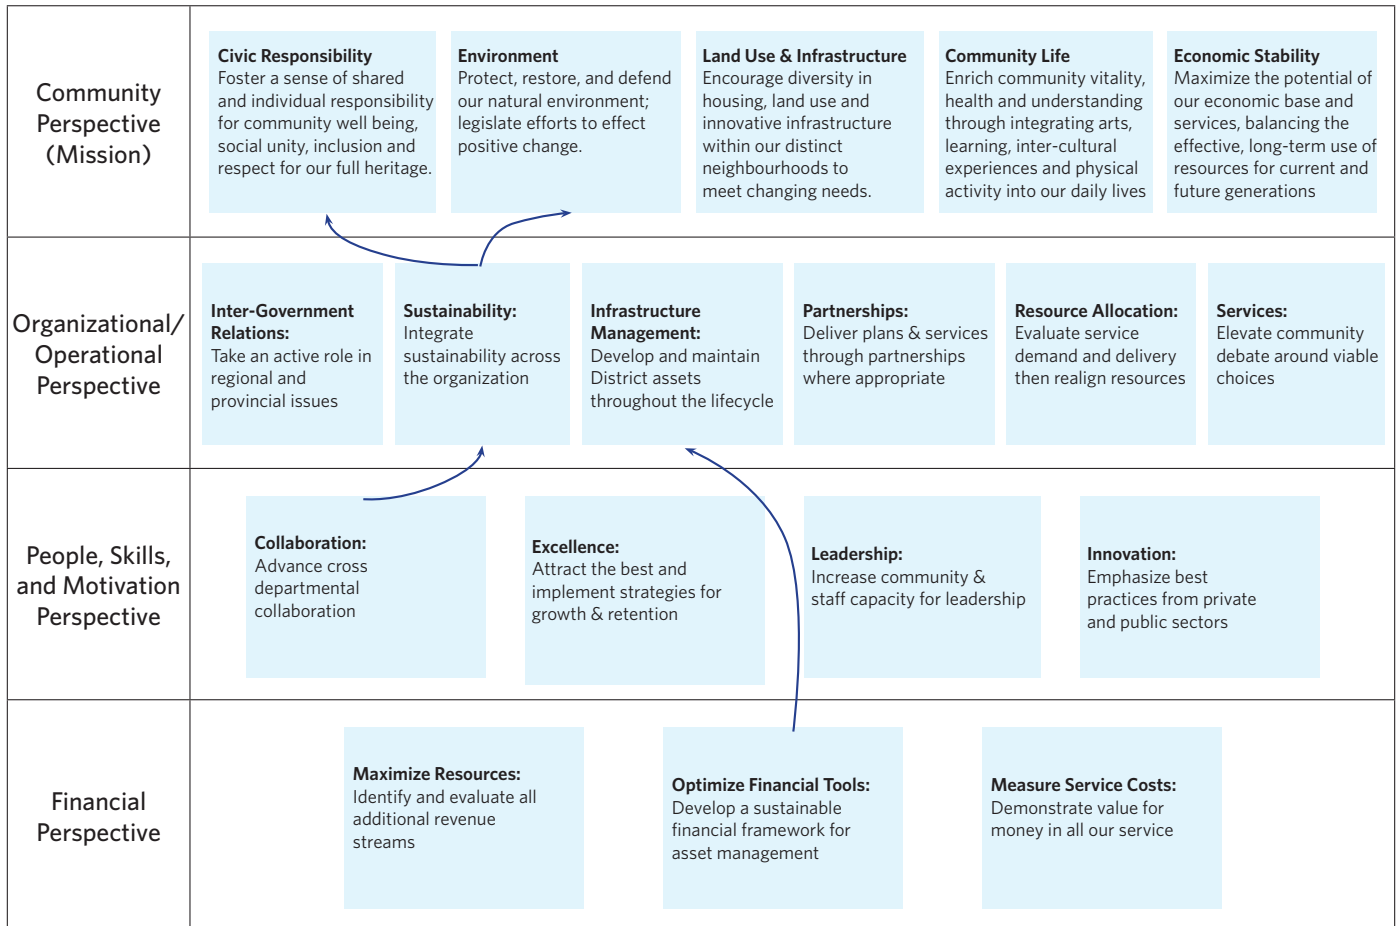 Community
Perspective
(Mission)
Civic Responsibility
Foster a sense of shared
and individual responsibility
for community well being,
social unity, inclusion and
respect for our full heritage.
Environment
Protect, restore, and defend
our natural environment;
legislate efforts to effect
positive change.
Land Use & Infrastructure
Encourage diversity in
housing, land use and
innovative infrastructure
within our distinct
neighbourhoods to
meet changing needs.
Community Life
Enrich community vitality,
health and understanding
through integrating arts,
learning, inter-cultural
experiences and physical
activity into our daily lives
Economic Stability
Maximize the potential of
our economic base and
services, balancing the
effective, long-term use of
resources for current and
future generations
Organizational/
Operational
Perspective
Inter-Government
Relations:
Take an active role in
regional and
provincial issues
Sustainability:
Integrate
sustainability across
the organization
Infrastructure
Management:
Develop and maintain
District assets
throughout the lifecycle
Partnerships:
Deliver plans & services
through partnerships
where appropriate
Resource Allocation:
Evaluate service
demand and delivery
then realign resources
Services:
Elevate community
debate around viable
choices
People, Skills,
and Motivation
Perspective
Collaboration:
Advance cross
departmental
collaboration
Excellence:
Attract the best and
implement strategies for
growth & retention
Leadership:
Increase community &
staff capacity for leadership
Innovation:
Emphasize best
practices from private
and public sectors
Financial
Perspective
Maximize Resources:
Identify and evaluate all
additional revenue
streams
Optimize Financial Tools:
Develop a sustainable
financial framework for
asset management
Measure Service Costs:
Demonstrate value for
money in all our service